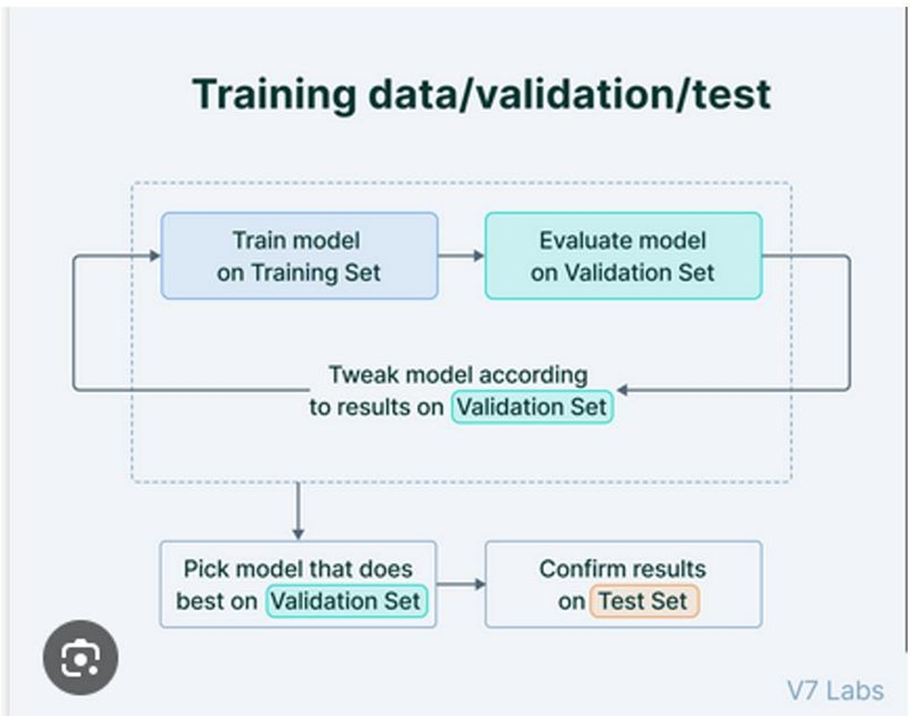 Training data/validation/test
Train model
on Training Set
Evaluate model
on Validation Set
Tweak model according
to results on Validation Set
Pick model that does
best on Validation Set
Confirm results
on Test Set
V7 Labs